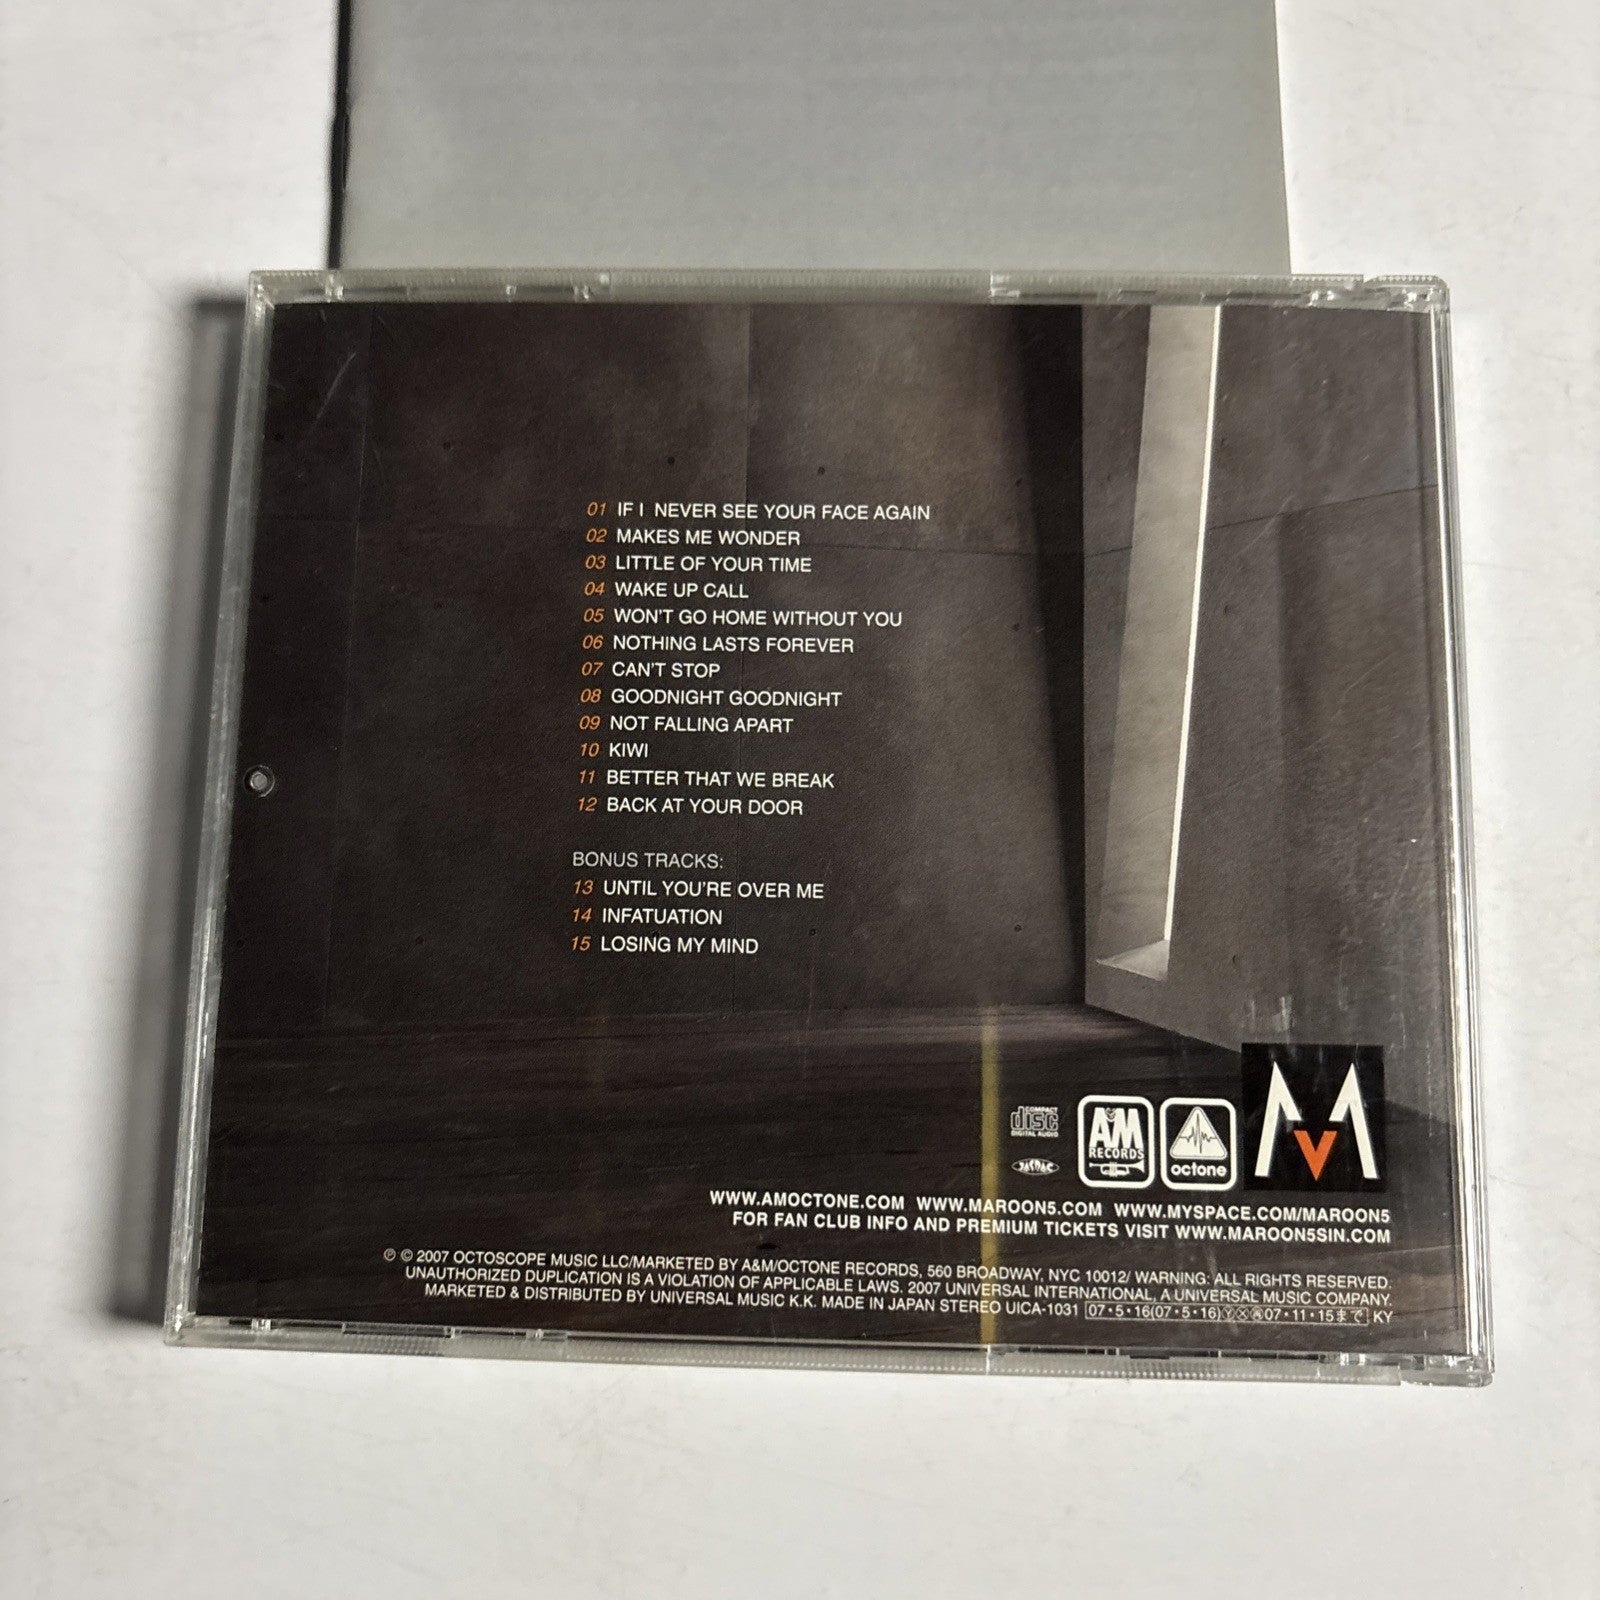 01 IF I NEVER SEE YOUR FACE AGAIN
02 MAKES ME WONDER
03 LITTLE OF YOUR TIME
04 WAKE UP CALL
05 WON'T GO HOME WITHOUT YOU
06 NOTHING LASTS FOREVER
07 CAN'T STOP
08 GOODNIGHT GOODNIGHT
09 NOT FALLING APART
10 KIWI
11 BETTER THAT WE BREAK
12 BACK AT YOUR DOOR
BONUS TRACKS:
13 UNTIL YOU'RE OVER ME
14 INFATUATION
15 LOSING MY MIND
COMPACT
disc
DIGITAL AUDIO
JASRAC
A&M
RECORDS
octone
MV
WWW.AMOCTONE.COM WWW.MAROON5.COM WWW.MYSPACE.COM/MAROON5
FOR FAN CLUB INFO AND PREMIUM TICKETS VISIT WWW.MAROON5SIN.COM
℗ © 2007 OCTOSCOPE MUSIC LLC/MARKETED BY A&M/OCTONE RECORDS, 560 BROADWAY, NYC 10012/ WARNING: ALL RIGHTS RESERVED.
UNAUTHORIZED DUPLICATION IS A VIOLATION OF APPLICABLE LAWS. 2007 UNIVERSAL INTERNATIONAL, A UNIVERSAL MUSIC COMPANY.
MARKETED & DISTRIBUTED BY UNIVERSAL MUSIC K.K. MADE IN JAPAN STEREO UICA-1031 07・5・16(07・5・16)ⓎⓍ07・11・15まで KY